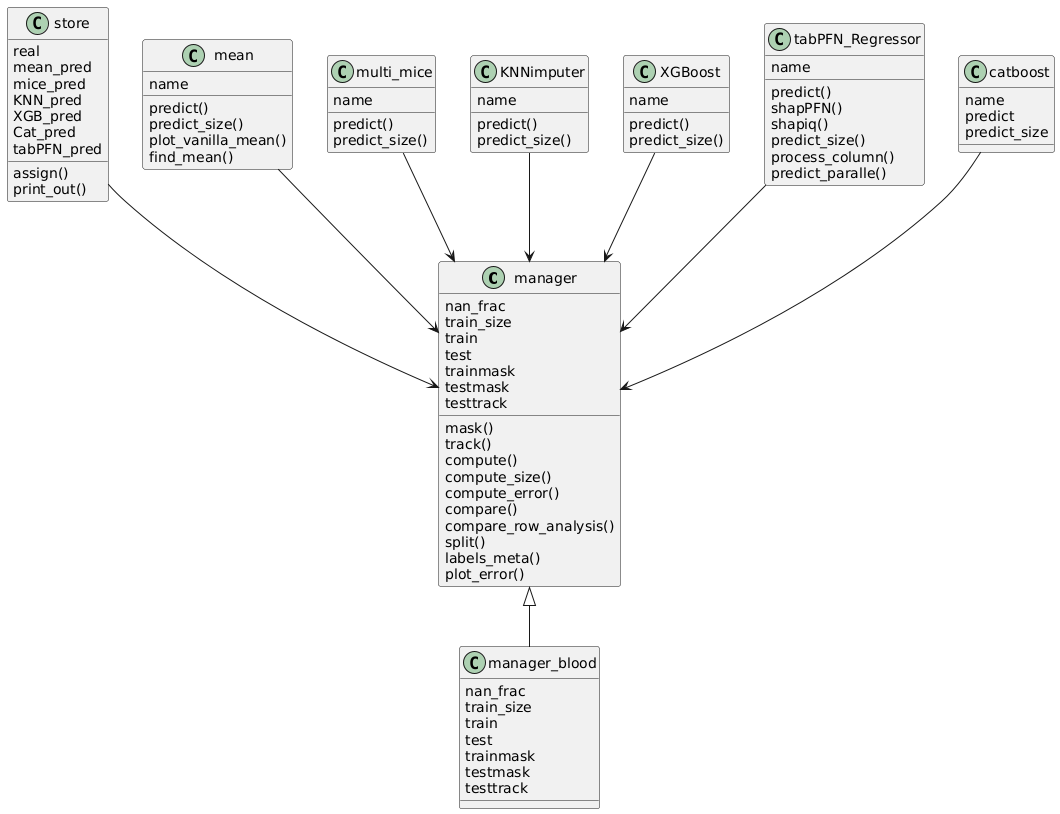 C store
real
mean_pred
mice_pred
KNN_pred
XGB_pred
Cat_pred
tabPFN_pred
assign()
print_out()
C mean
name
predict()
predict_size()
plot_vanilla_mean()
find_mean()
C multi_mice
name
predict()
predict_size()
C KNNimputer
name
predict()
predict_size()
C XGBoost
name
predict()
predict_size()
C tabPFN_Regressor
name
predict()
shapPFN()
shapiq()
predict_size()
process_column()
predict_paralle()
C catboost
name
predict
predict_size
C manager
nan_frac
train_size
train
test
trainmask
testmask
testtrack
mask()
track()
compute()
compute_size()
compute_error()
compare()
compare_row_analysis()
split()
labels_meta()
plot_error()
C manager_blood
nan_frac
train_size
train
test
trainmask
testmask
testtrack